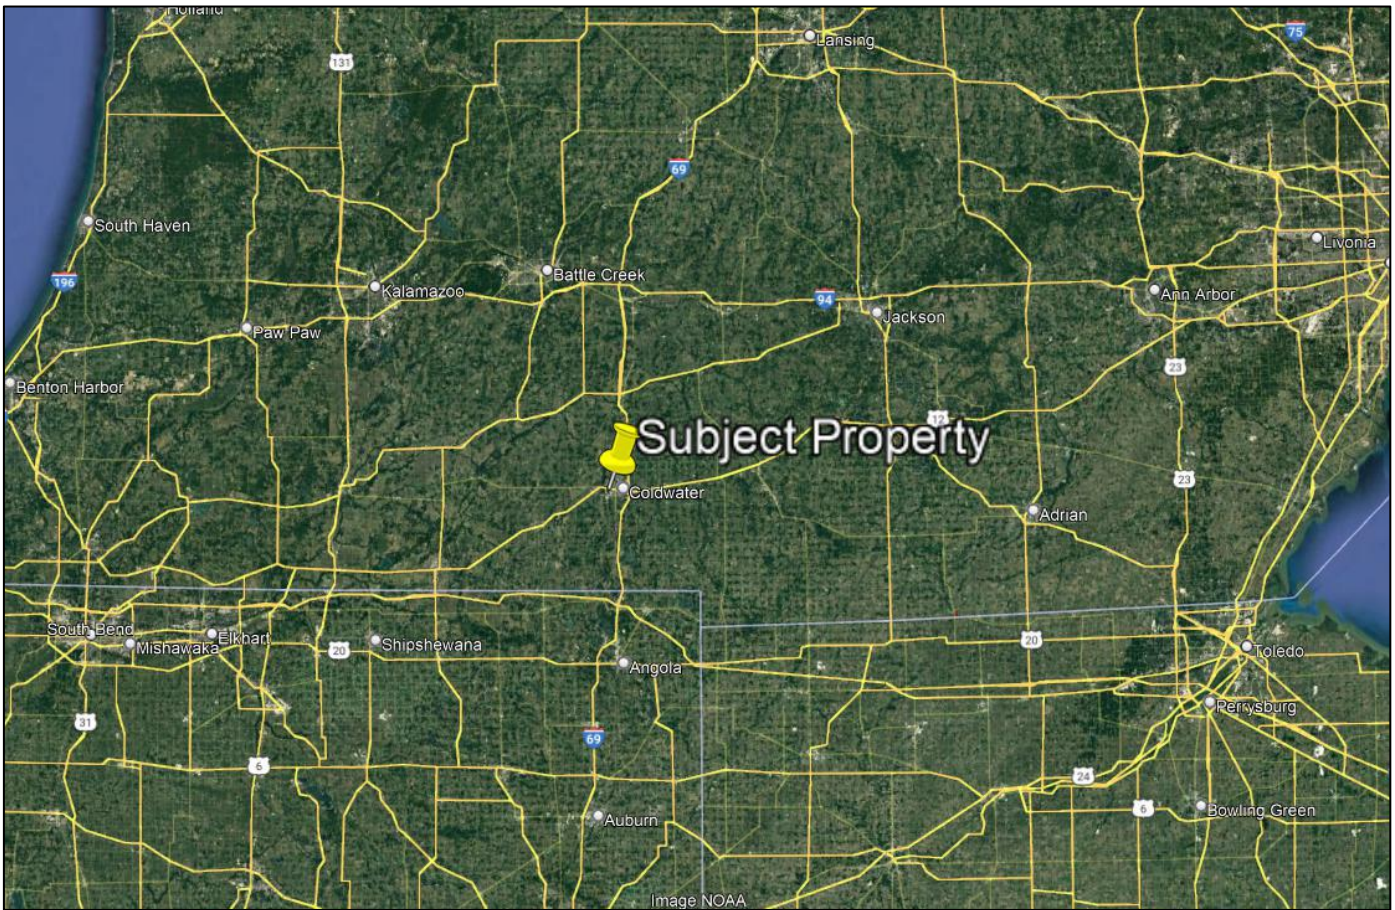 Holland
Lansing
75
131
69
South Haven
Livonia
196
Battle Creek
Kalamazoo
94
Ann Arbor
Jackson
Paw Paw
23
Benton Harbor
12
Subject Property
23
Coldwater
Adrian
South Bend
Elkhart
Mishawaka
20
Shipshewana
20
Toledo
Angola
Perrysburg
31
69
6
24
6
Bowling Green
Auburn
Image NOAA